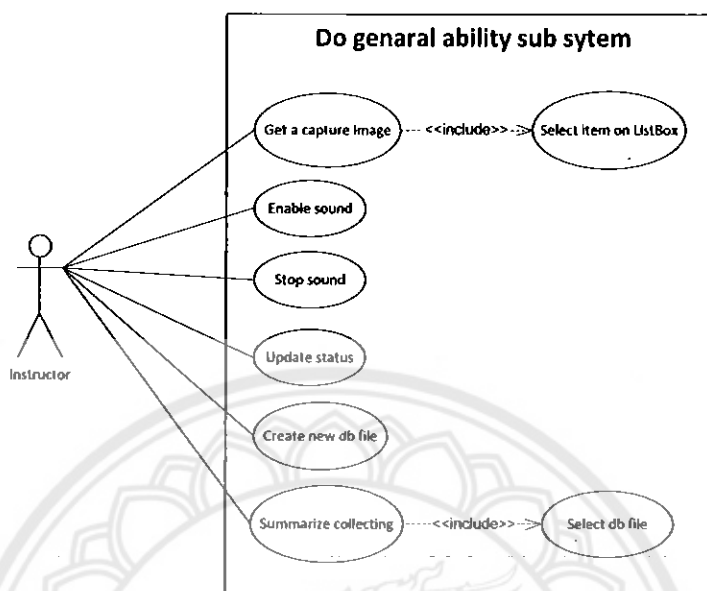 Do genaral ability sub sytem
Get a capture image
<<include>>
Select item on ListBox
Enable sound
Stop sound
Instructor
Update status
Create new db file
Summarize collecting
<<include>>
Select db file